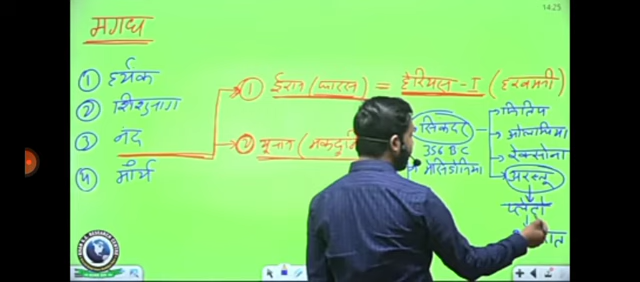 मगध
14:25
① हर्यक
② शिशुनाग
③ नंद
④ मौर्य
① ईरान (फारस) = डेरियस-I (हखमनी)
② यूनान (मकदूनि
सिकंदर
356 BC
मेसिडोनिया
फिलिप
ओलम्पिया
रेक्सोना
अरस्तू
प्लेटो